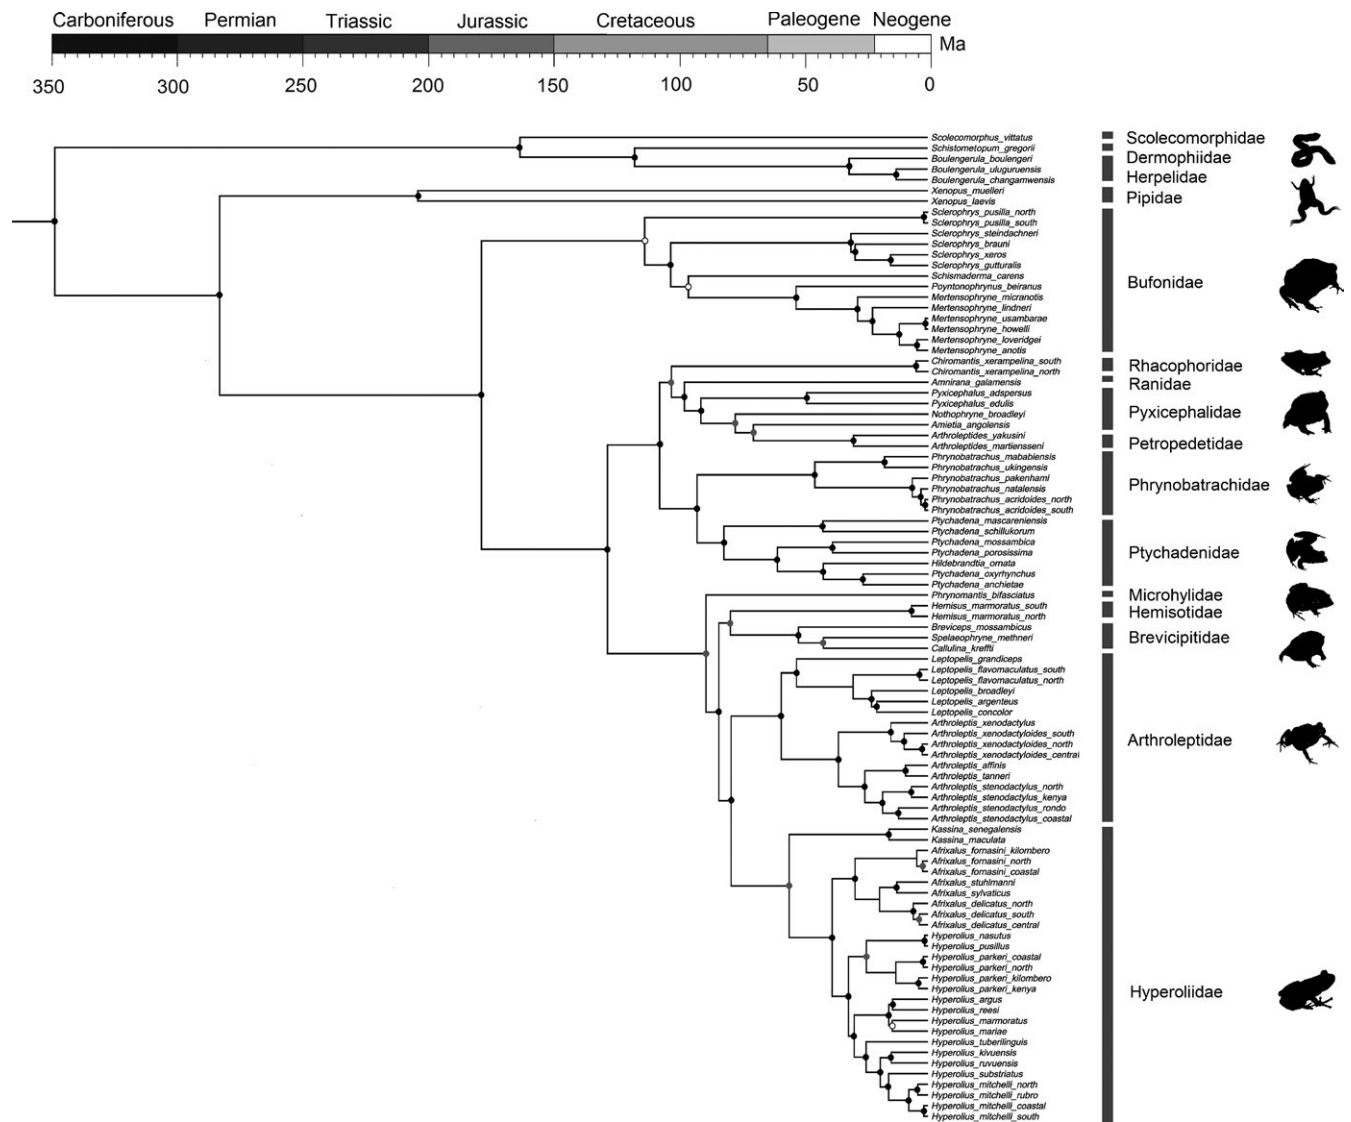 Carboniferous Permian Triassic Jurassic Cretaceous Paleogene Neogene
Ma
350 300 250 200 150 100 50 0
Scolecomorphus_vittatus
Schistometopum_gregorii
Boulengerula_boulengeri
Boulengerula_uluguruensis
Boulengerula_changamwensis
Xenopus_muelleri
Xenopus_laevis
Sclerophrys_pusilla_north
Sclerophrys_pusilla_south
Sclerophrys_steindachneri
Sclerophrys_brauni
Sclerophrys_xeros
Sclerophrys_gutturalis
Schismaderma_carens
Poyntonophrynus_beiranus
Mertensophryne_micranotis
Mertensophryne_lindneri
Mertensophryne_usambarae
Mertensophryne_howelli
Mertensophryne_loveridgei
Mertensophryne_anotis
Chiromantis_xerampelina_south
Chiromantis_xerampelina_north
Amnirana_galamensis
Pyxicephalus_adspersus
Pyxicephalus_edulis
Nothophryne_broadleyi
Amietia_angolensis
Arthroleptides_yakusini
Arthroleptides_martiensseni
Phrynobatrachus_mababiensis
Phrynobatrachus_ukingensis
Phrynobatrachus_pakenhami
Phrynobatrachus_natalensis
Phrynobatrachus_acridoides_north
Phrynobatrachus_acridoides_south
Ptychadena_mascareniensis
Ptychadena_schillukorum
Ptychadena_mossambica
Ptychadena_porosissima
Hildebrandtia_ornata
Ptychadena_oxyrhynchus
Ptychadena_anchietae
Phrynomantis_bifasciatus
Hemisus_marmoratus_south
Hemisus_marmoratus_north
Breviceps_mossambicus
Spelaeophryne_methneri
Callulina_kreffti
Leptopelis_grandiceps
Leptopelis_flavomaculatus_south
Leptopelis_flavomaculatus_north
Leptopelis_broadleyi
Leptopelis_argenteus
Leptopelis_concolor
Arthroleptis_xenodactylus
Arthroleptis_xenodactyloides_south
Arthroleptis_xenodactyloides_north
Arthroleptis_xenodactyloides_central
Arthroleptis_affinis
Arthroleptis_tanneri
Arthroleptis_stenodactylus_north
Arthroleptis_stenodactylus_kenya
Arthroleptis_stenodactylus_rondo
Arthroleptis_stenodactylus_coastal
Kassina_senegalensis
Kassina_maculata
Afrixalus_fornasini_kilombero
Afrixalus_fornasini_north
Afrixalus_fornasini_coastal
Afrixalus_stuhlmanni
Afrixalus_sylvaticus
Afrixalus_delicatus_north
Afrixalus_delicatus_south
Afrixalus_delicatus_central
Hyperolius_nasutus
Hyperolius_pusillus
Hyperolius_parkeri_coastal
Hyperolius_parkeri_north
Hyperolius_parkeri_kilombero
Hyperolius_parkeri_kenya
Hyperolius_argus
Hyperolius_reesi
Hyperolius_marmoratus
Hyperolius_mariae
Hyperolius_tuberilinguis
Hyperolius_kivuensis
Hyperolius_ruvuensis
Hyperolius_substriatus
Hyperolius_mitchelli_north
Hyperolius_mitchelli_rubro
Hyperolius_mitchelli_coastal
Hyperolius_mitchelli_south
Scolecomorphidae
Dermophiidae
Herpelidae
Pipidae
Bufonidae
Rhacophoridae
Ranidae
Pyxicephalidae
Petropedetidae
Phrynobatrachidae
Ptychadenidae
Microhylidae
Hemisotidae
Brevicipitidae
Arthroleptidae
Hyperoliidae